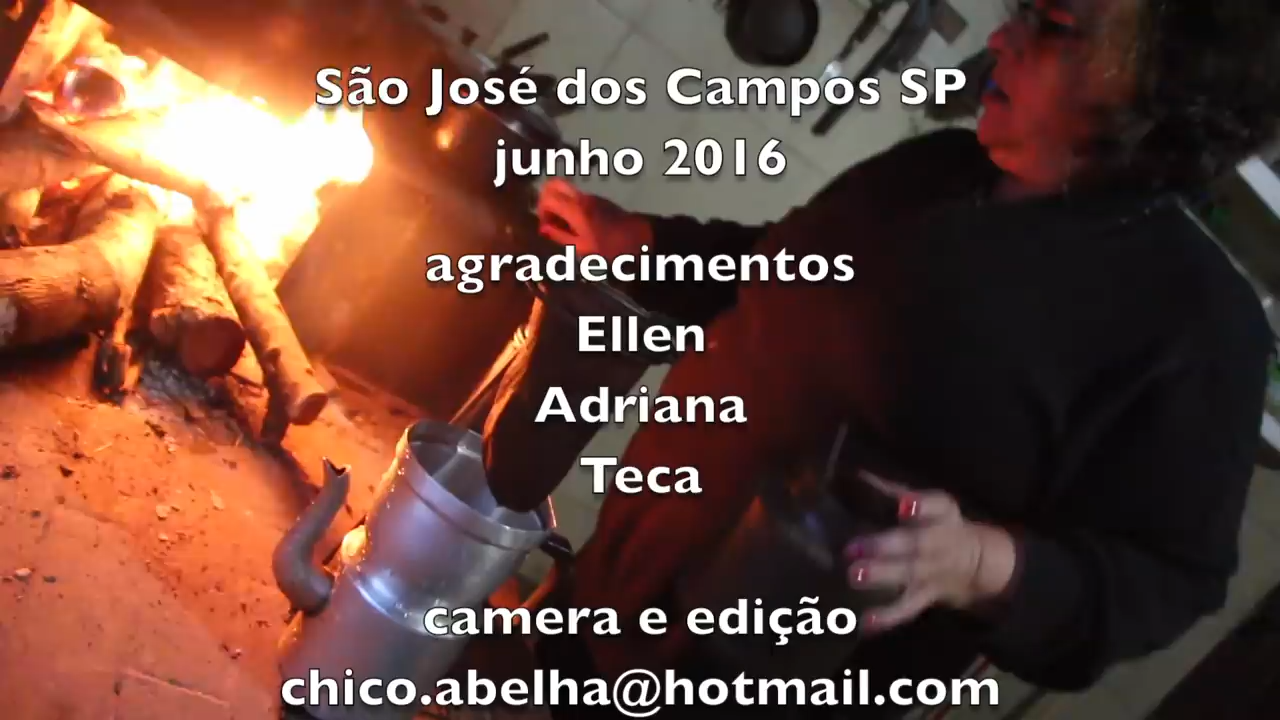 São José dos Campos SP
junho 2016
agradecimentos
Ellen
Adriana
Teca
camera e edição
chico.abelha@hotmail.com